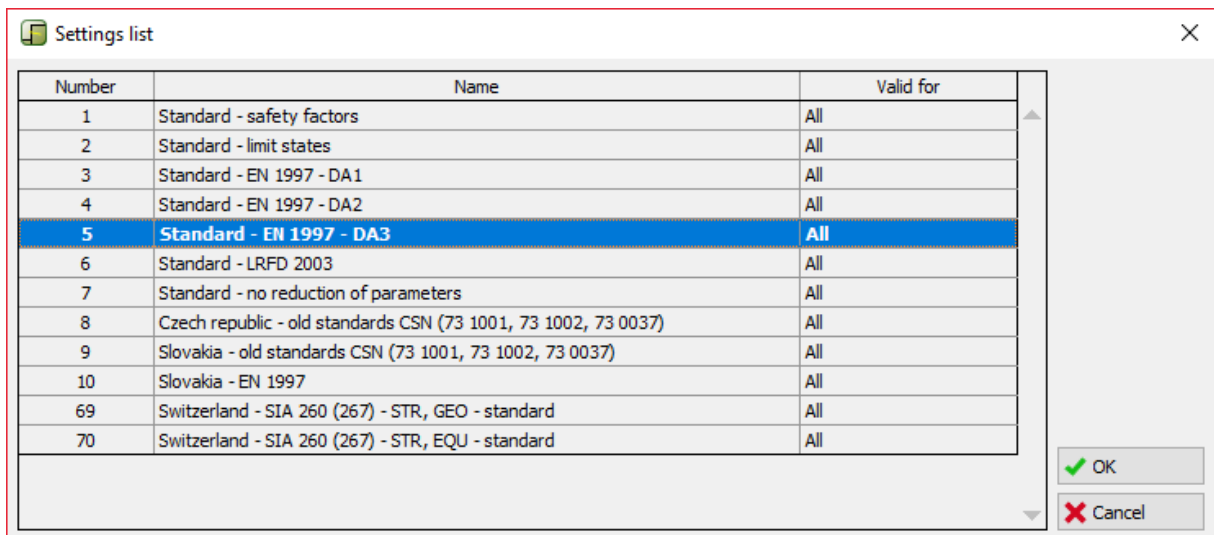 Settings list
Number Name Valid for
1 Standard - safety factors All
2 Standard - limit states All
3 Standard - EN 1997 - DA1 All
4 Standard - EN 1997 - DA2 All
5 Standard - EN 1997 - DA3 All
6 Standard - LRFD 2003 All
7 Standard - no reduction of parameters All
8 Czech republic - old standards CSN (73 1001, 73 1002, 73 0037) All
9 Slovakia - old standards CSN (73 1001, 73 1002, 73 0037) All
10 Slovakia - EN 1997 All
69 Switzerland - SIA 260 (267) - STR, GEO - standard All
70 Switzerland - SIA 260 (267) - STR, EQU - standard All
OK
Cancel